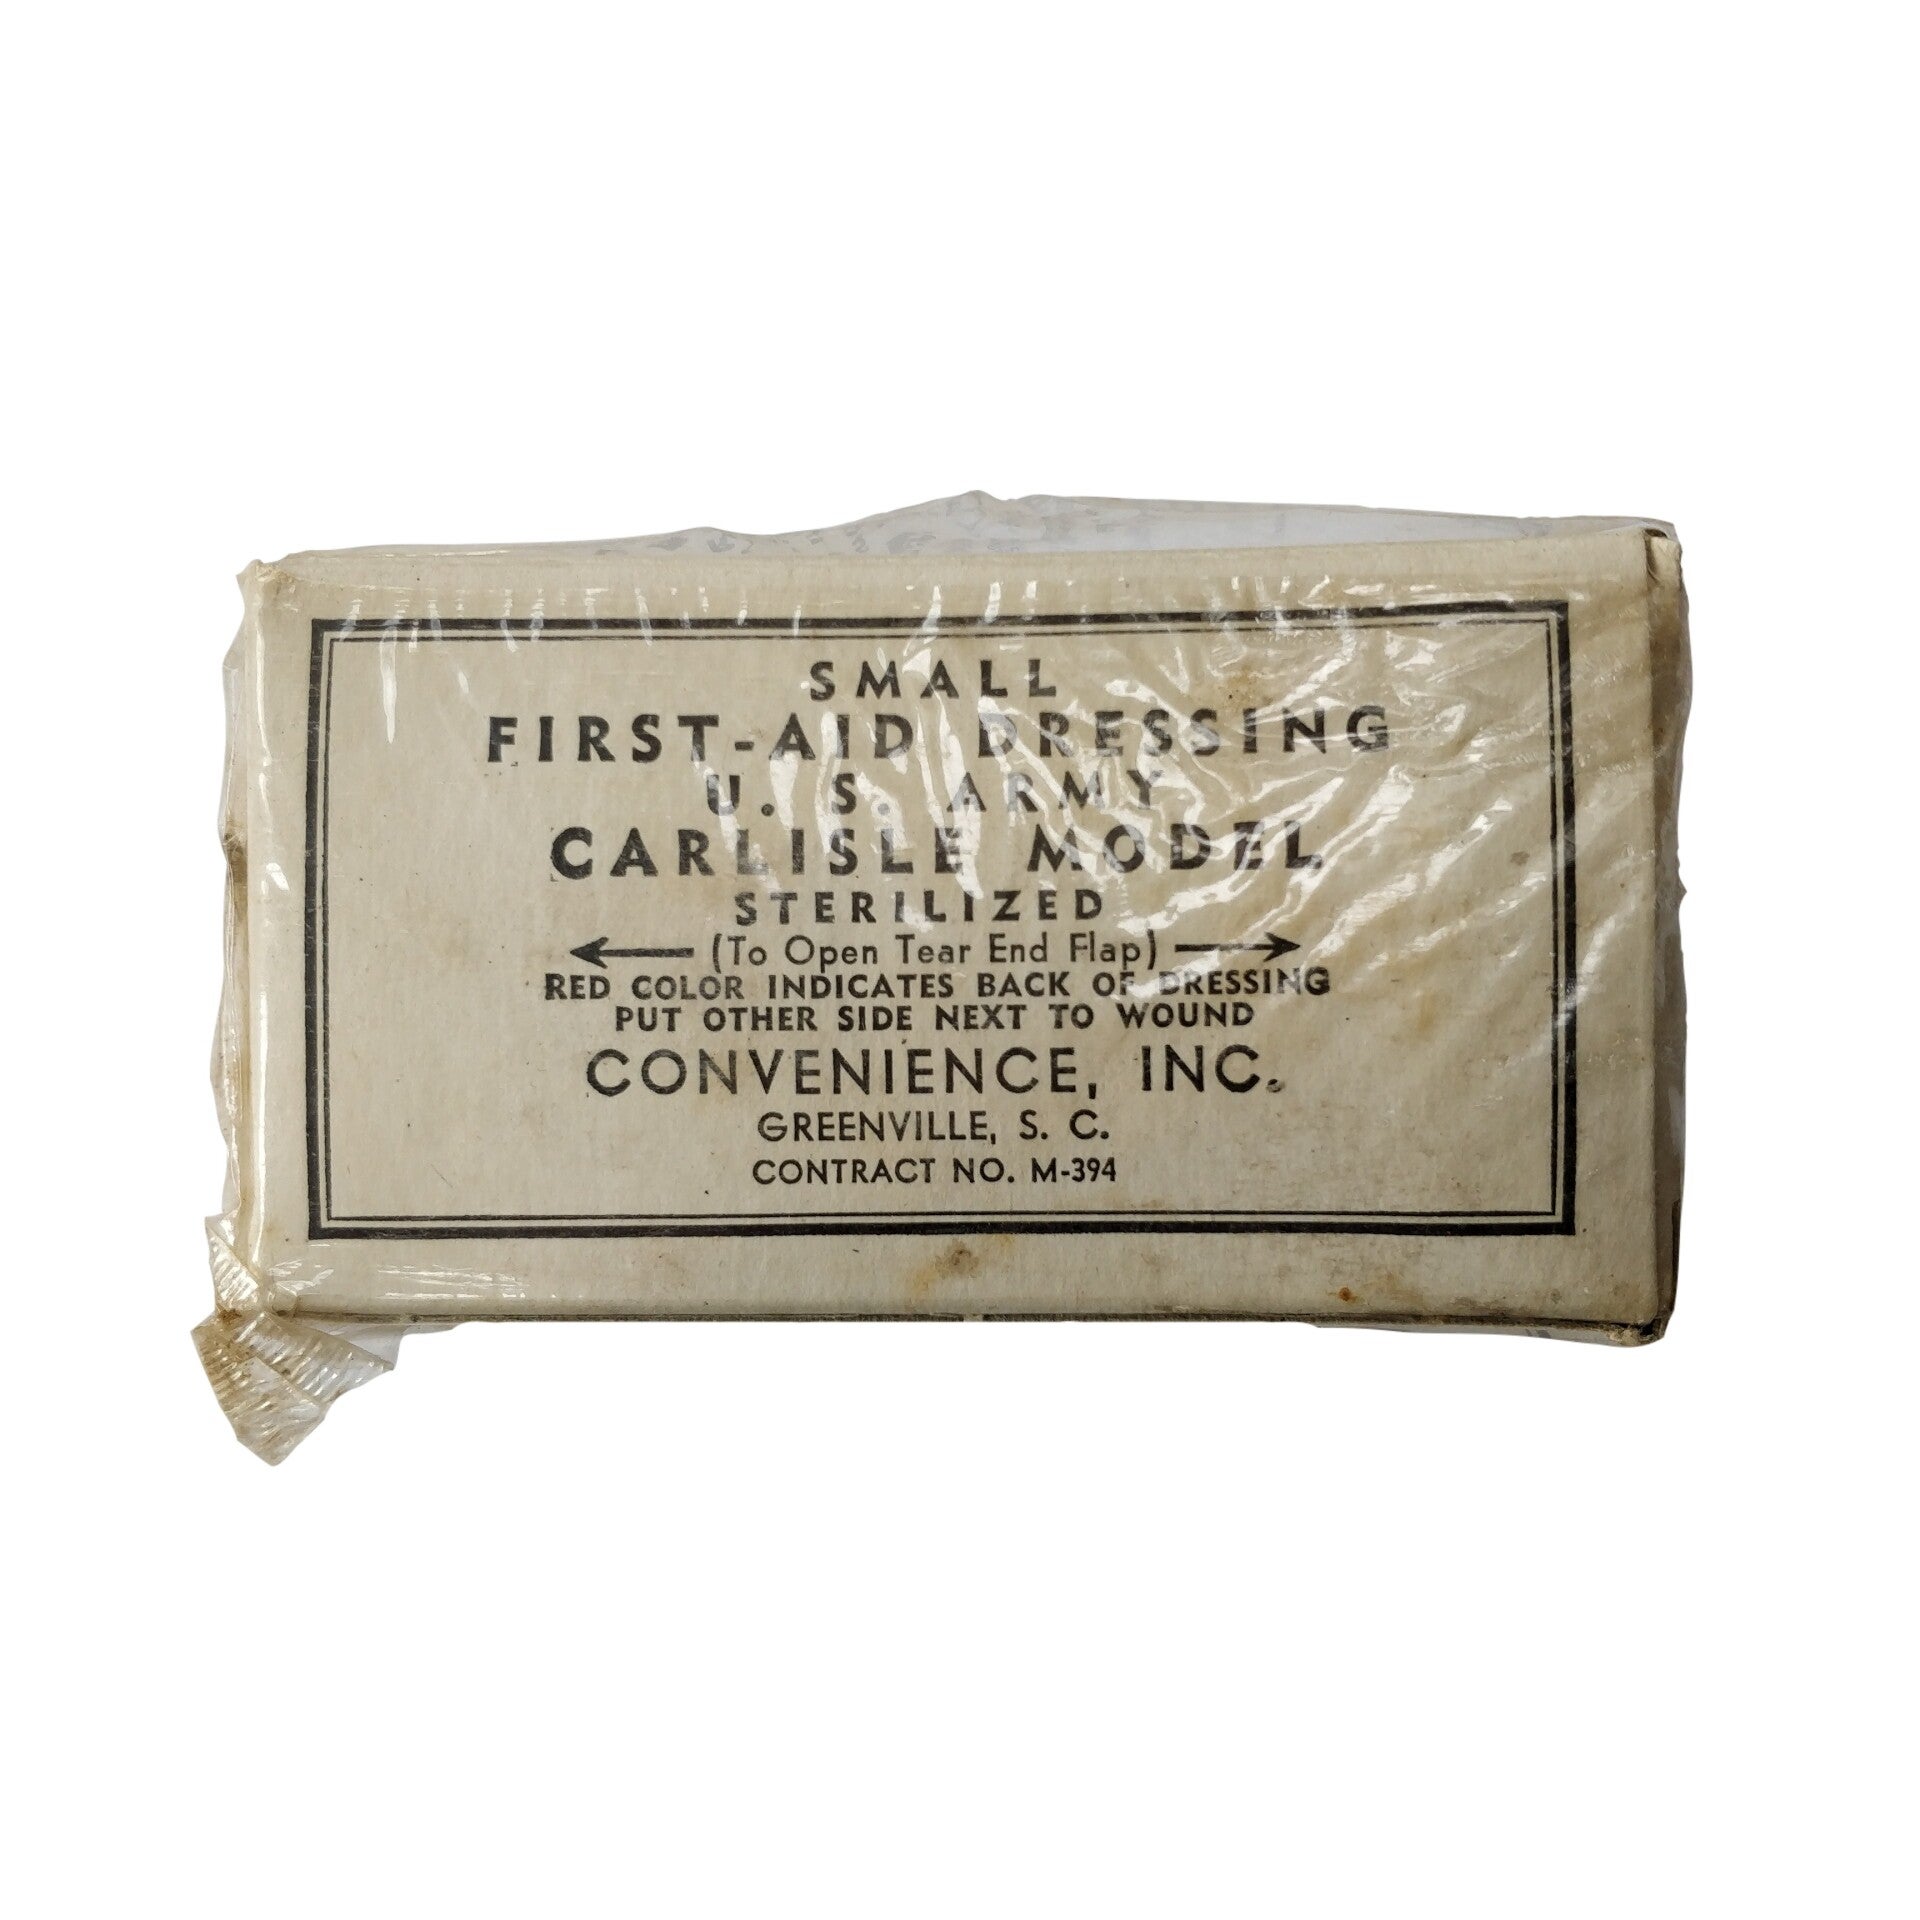 SMALL
FIRST-AID DRESSING
U. S. ARMY
CARLISLE MODEL
STERILIZED
(To Open Tear End Flap)
RED COLOR INDICATES BACK OF DRESSING
PUT OTHER SIDE NEXT TO WOUND
CONVENIENCE, INC.
GREENVILLE, S. C.
CONTRACT NO. M-394